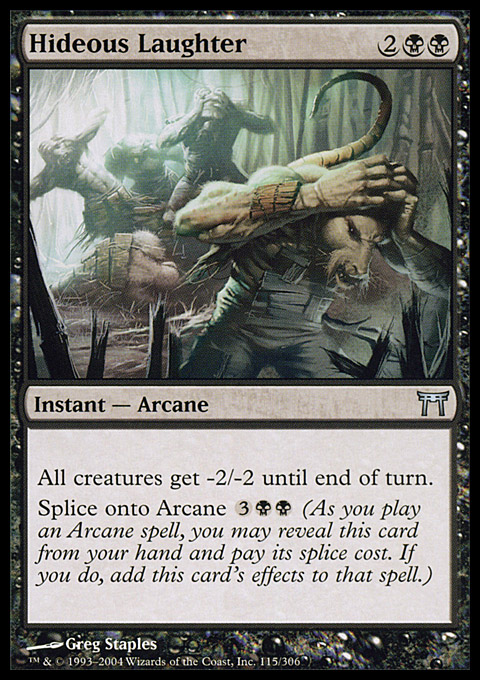 Hideous Laughter 2
Instant — Arcane
All creatures get -2/-2 until end of turn.
Splice onto Arcane 3 (As you play
an Arcane spell, you may reveal this card
from your hand and pay its splice cost. If
you do, add this card's effects to that spell.)
Greg Staples
™ & © 1993–2004 Wizards of the Coast, Inc. 115/306